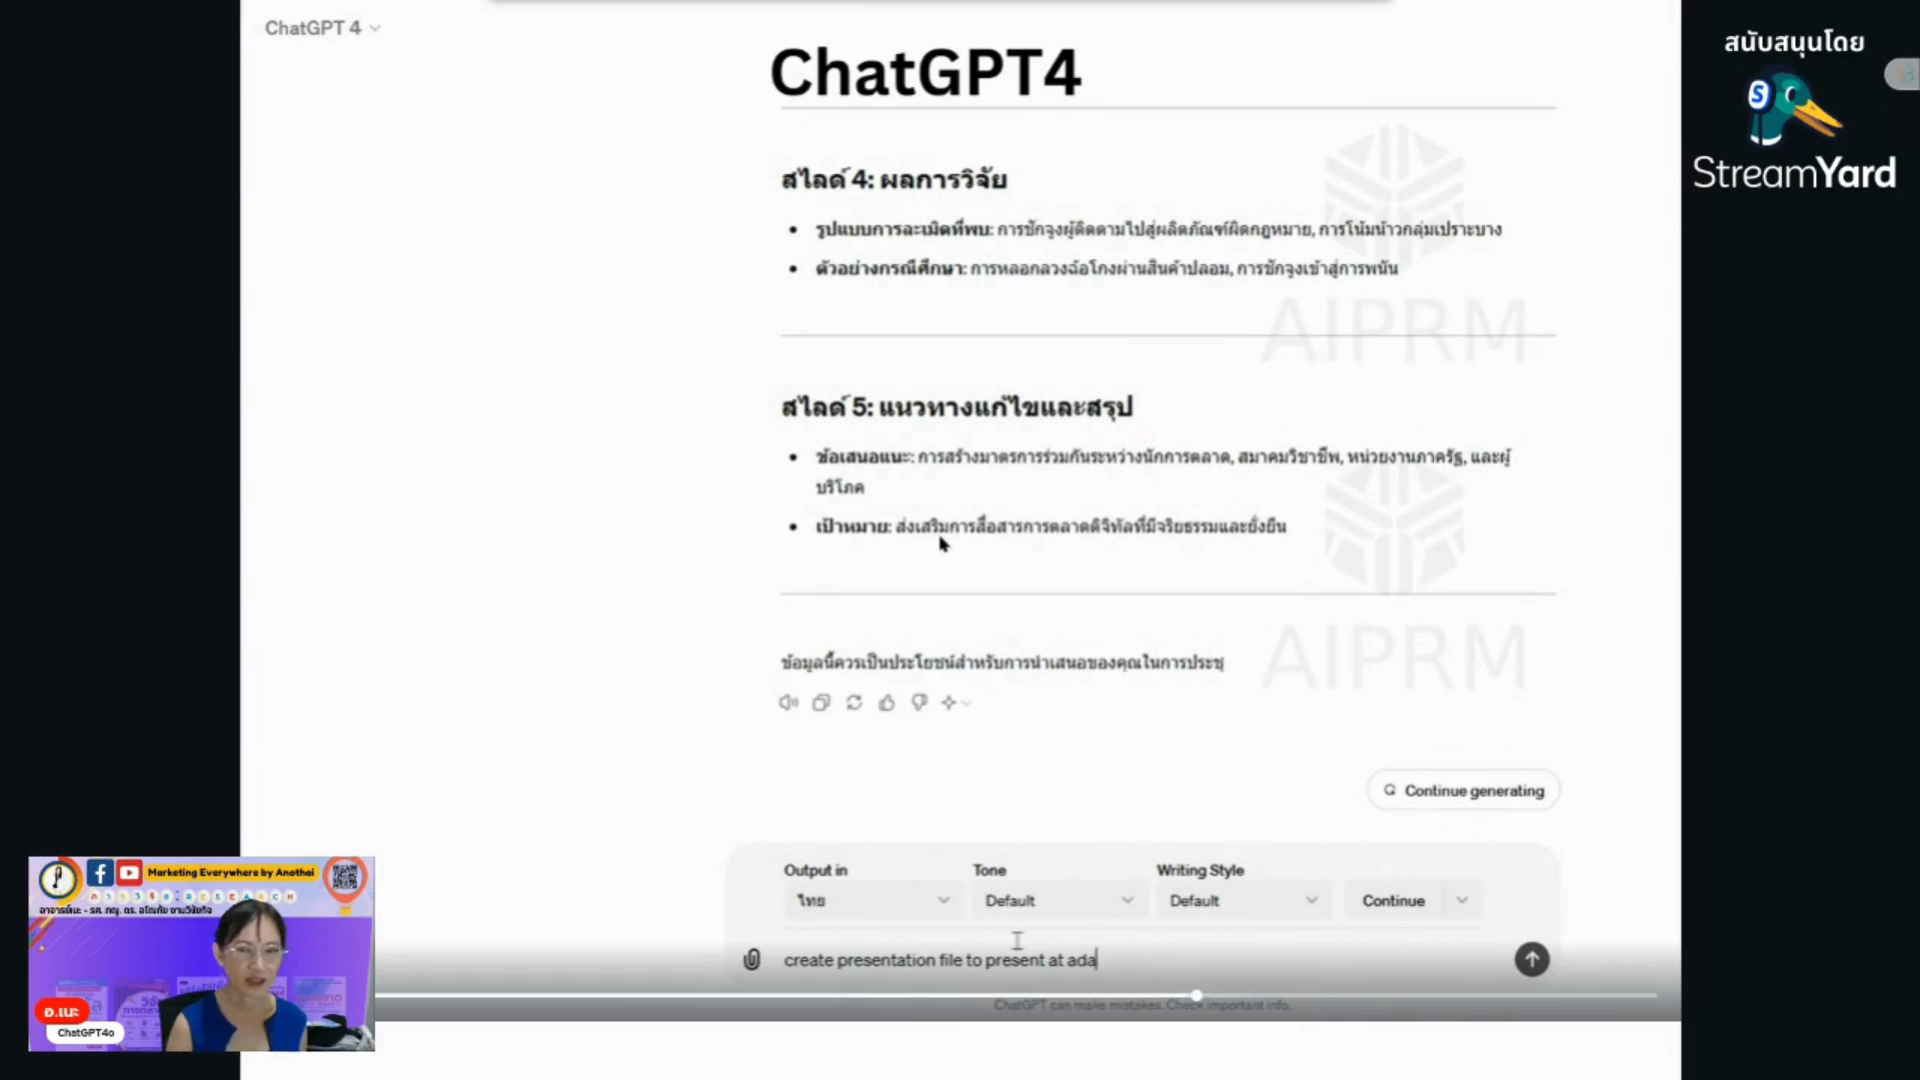 ChatGPT 4
ChatGPT4
สไลด์ 4: ผลการวิจัย
รูปแบบการละเมิดที่พบ: การชักจูงผู้ติดตามไปสู่ผลิตภัณฑ์ผิดกฎหมาย, การโน้มน้าวกลุ่มเปราะบาง
ตัวอย่างกรณีศึกษา: การหลอกลวงฉ้อโกงผ่านสินค้าปลอม, การชักจูงเข้าสู่การพนัน
AIPRM
สไลด์ 5: แนวทางแก้ไขและสรุป
ข้อเสนอแนะ: การสร้างมาตรการร่วมกันระหว่างนักการตลาด, สมาคมวิชาชีพ, หน่วยงานภาครัฐ, และผู้
บริโภค
เป้าหมาย: ส่งเสริมการสื่อสารการตลาดดิจิทัลที่มีจริยธรรมและยั่งยืน
AIPRM
ข้อมูลนี้ควรเป็นประโยชน์สำหรับการนำเสนอของคุณในการประชุ
Continue generating
Output in
Tone
Writing Style
ไทย
Default
Default
Continue
create presentation file to present at ada
ChatGPT can make mistakes. Check important info.
สนับสนุนโดย
S
StreamYard
Marketing Everywhere by Anothai
อ.แนะ
ChatGPT4o